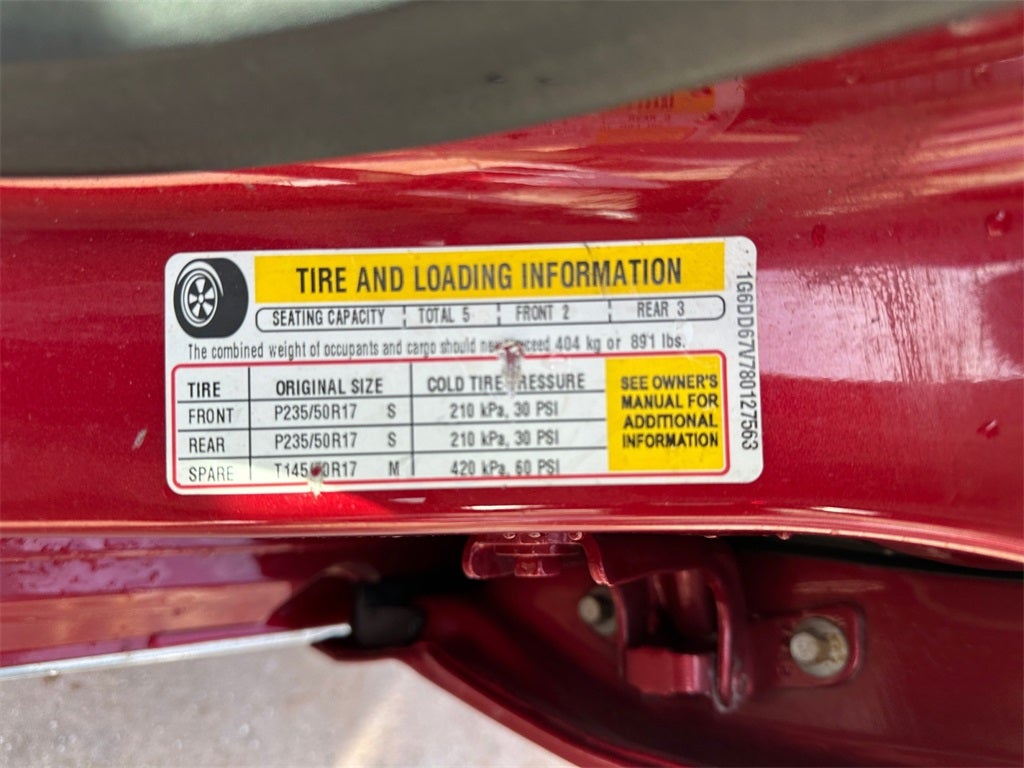 TIRE AND LOADING INFORMATION
SEATING CAPACITY TOTAL 5 FRONT 2 REAR 3
The combined weight of occupants and cargo should exceed 404 kg or 891 lbs.
TIRE ORIGINAL SIZE COLD TIRE
FRONT P235/50R17 S 210 kPa, 30 PSI
REAR P235/50R17 S 210 kPa, 30 PSI
SPARE M 420 kPa, 60 PSI
SEE OWNER'S
MANUAL FOR
ADDITIONAL
INFORMATION
1G6DD67V780127563